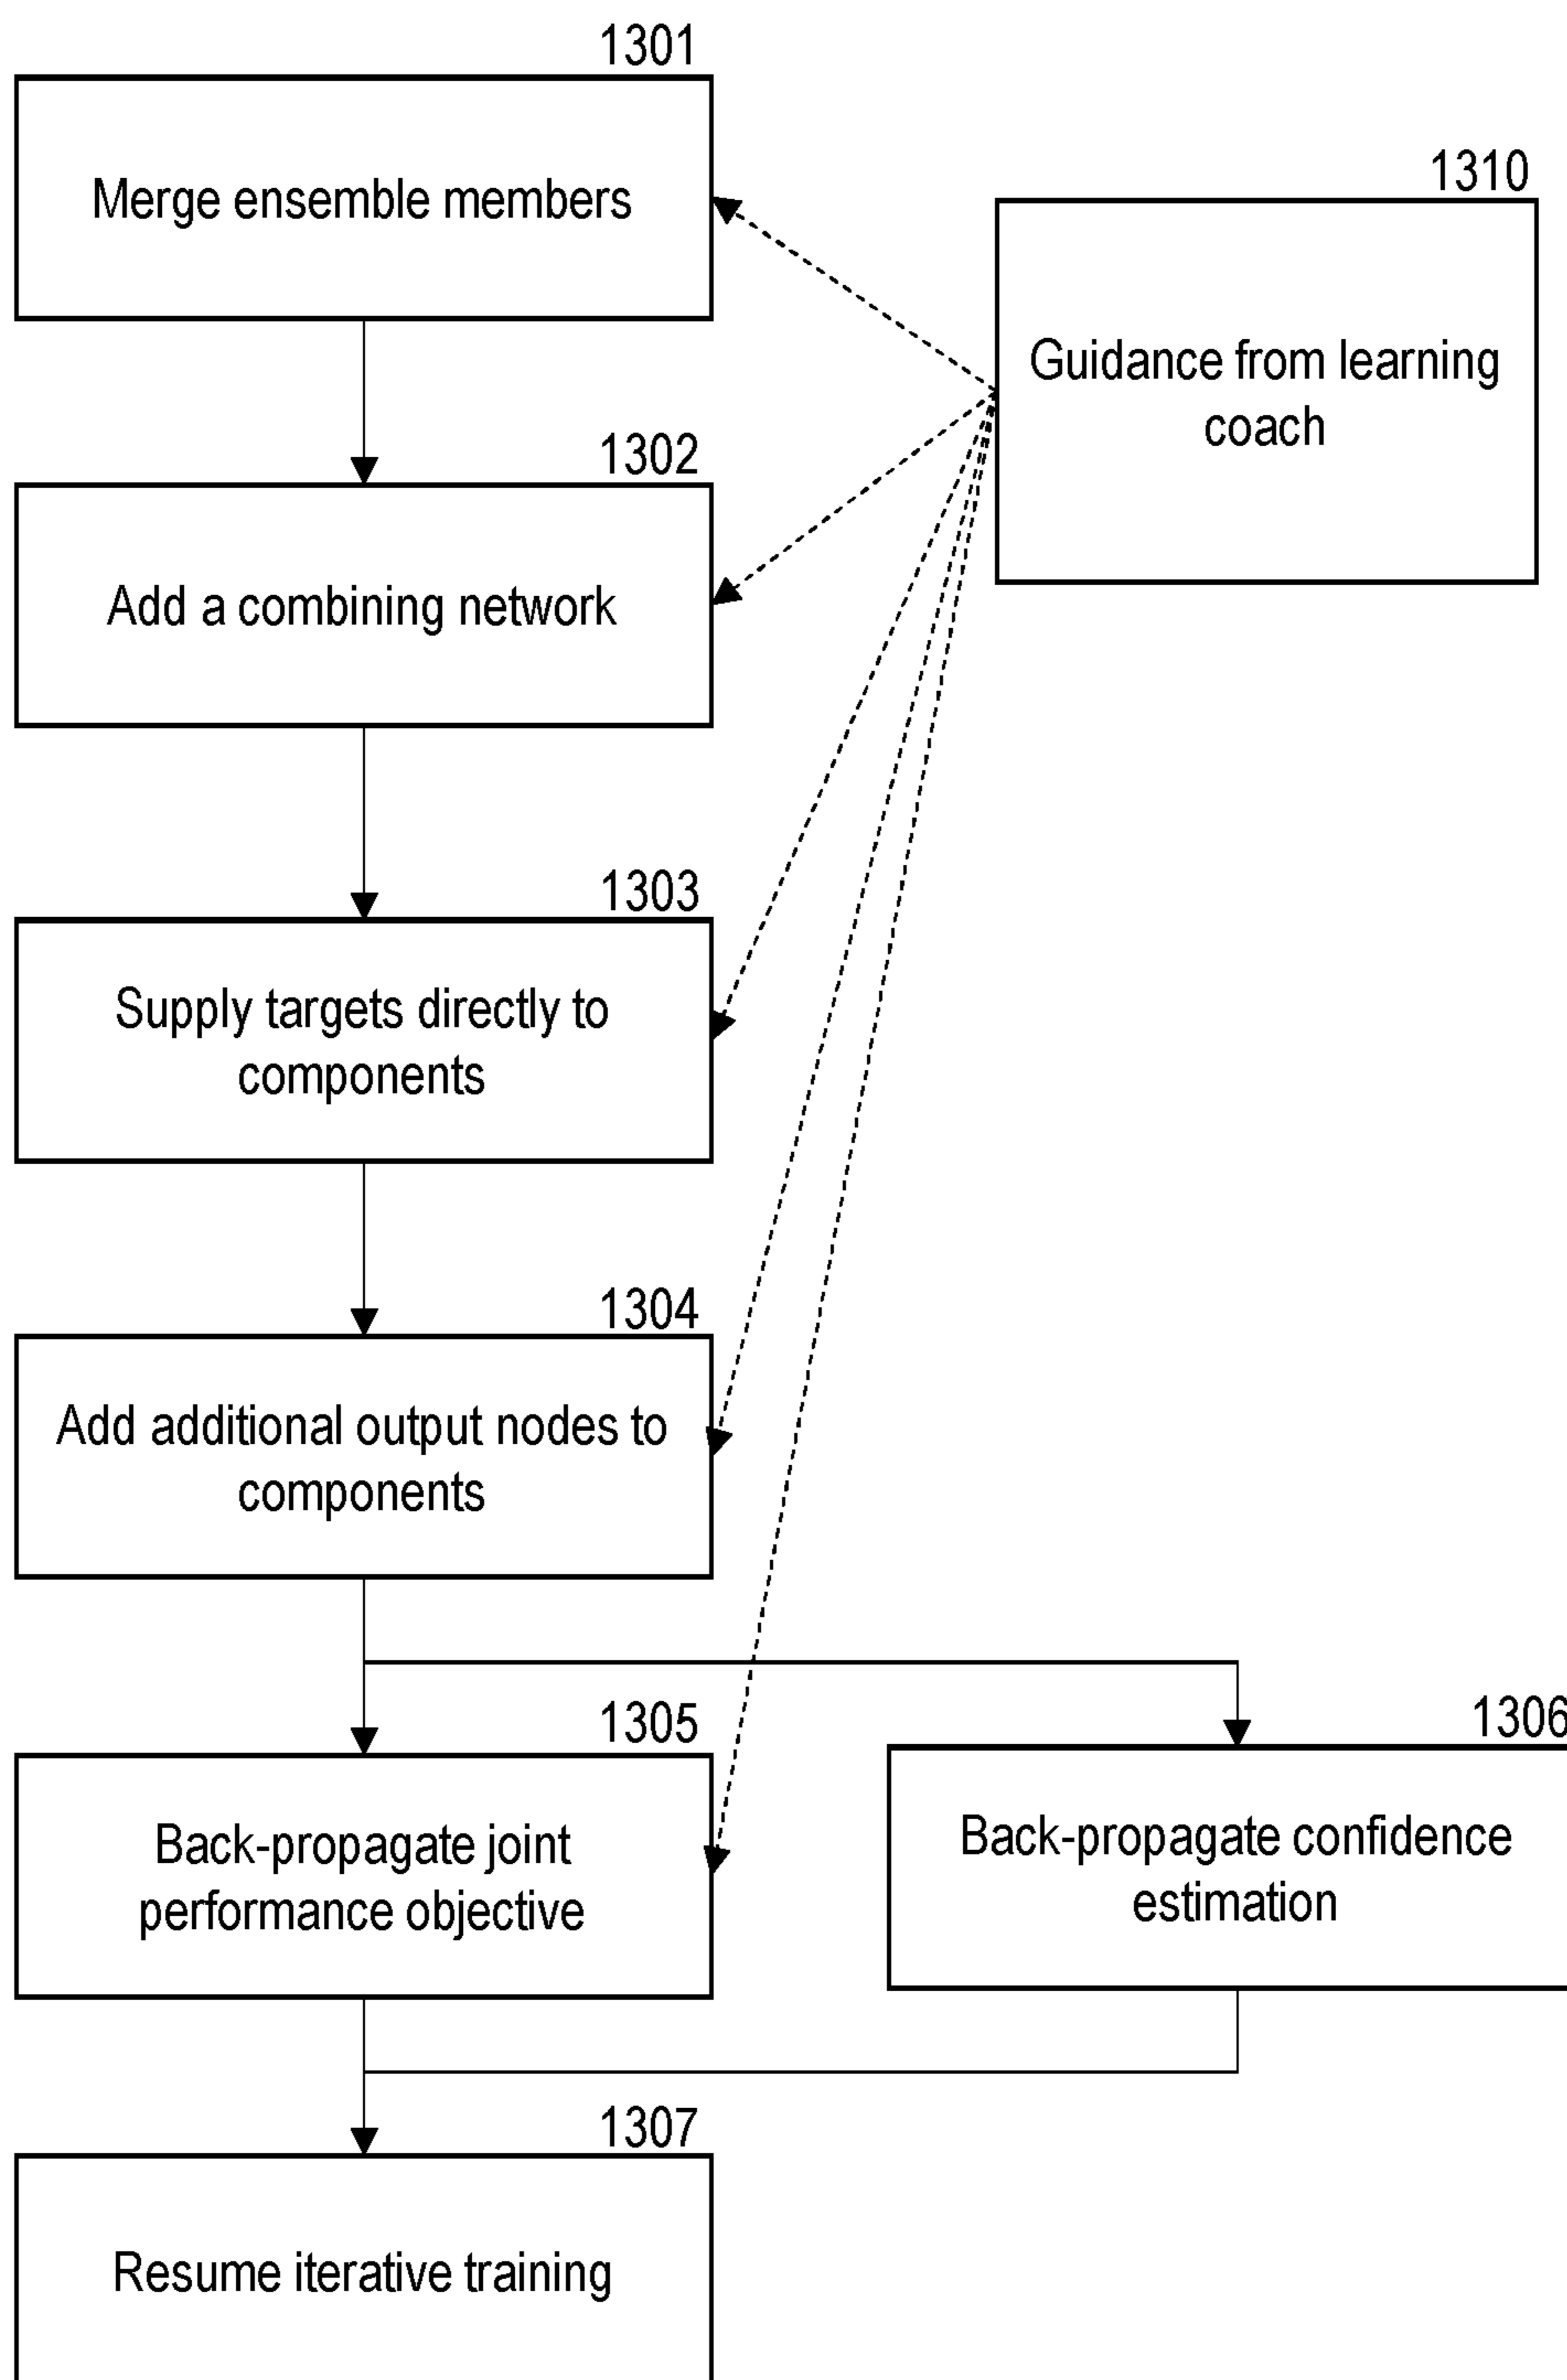 1301
Merge ensemble members
1310
Guidance from learning
coach
1302
Add a combining network
1303
Supply targets directly to
components
1304
Add additional output nodes to
components
1305
Back-propagate joint
performance objective
1306
Back-propagate confidence
estimation
1307
Resume iterative training